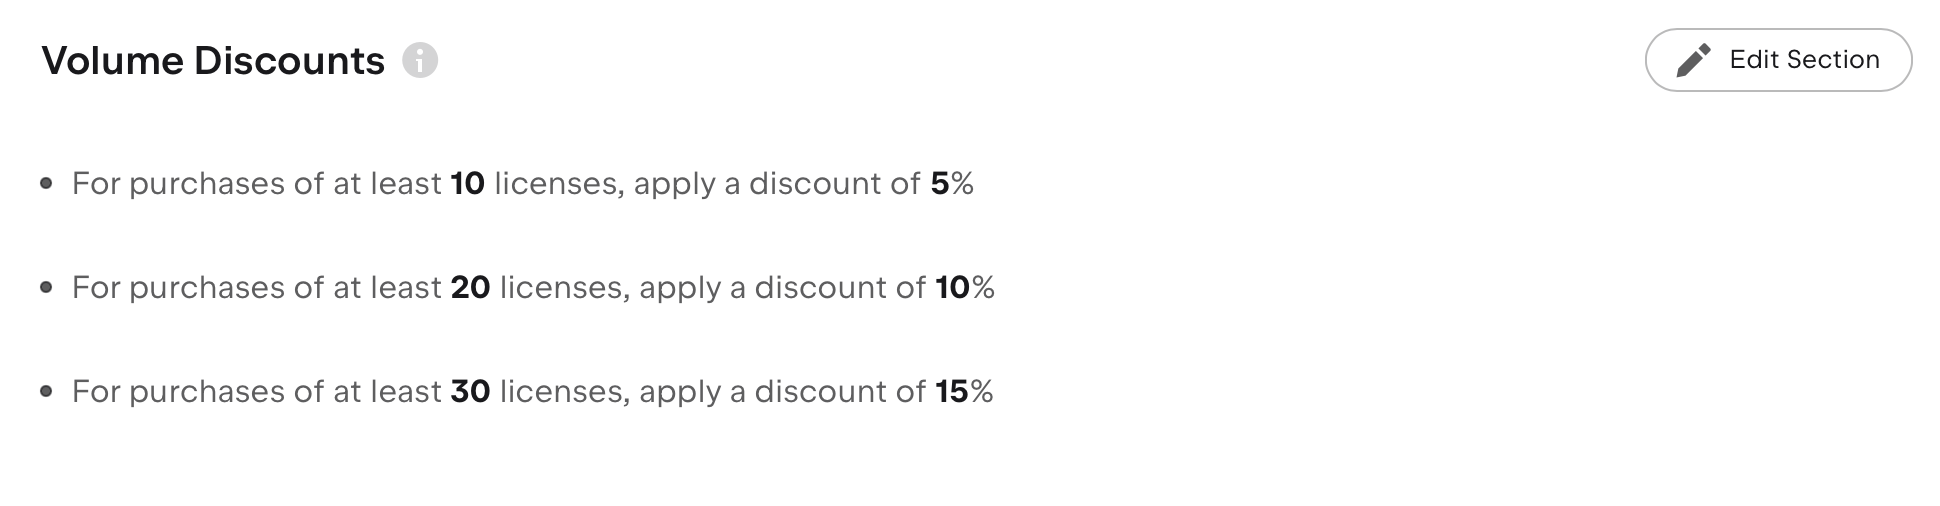 Volume Discounts
Edit Section
For purchases of at least 10 licenses, apply a discount of 5%
For purchases of at least 20 licenses, apply a discount of 10%
For purchases of at least 30 licenses, apply a discount of 15%